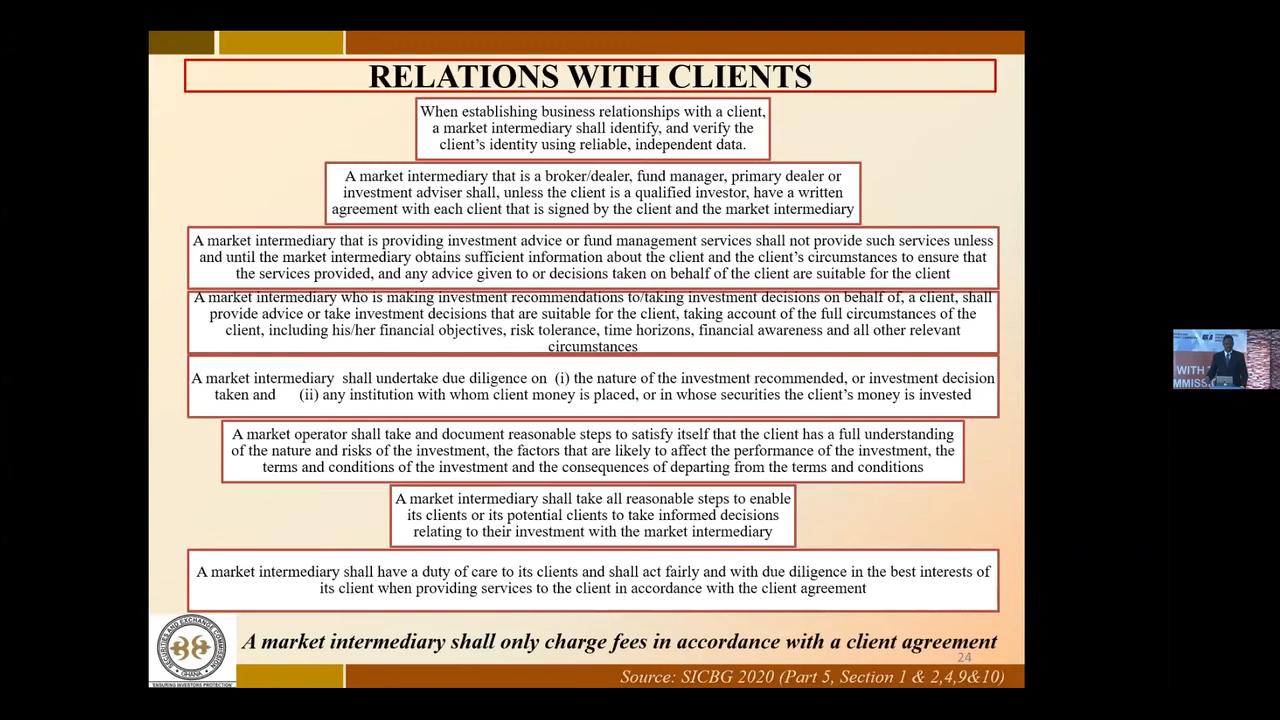 RELATIONS WITH CLIENTS
When establishing business relationships with a client,
a market intermediary shall identify, and verify the
client's identity using reliable, independent data.
A market intermediary that is a broker/dealer, fund manager, primary dealer or
investment adviser shall, unless the client is a qualified investor, have a written
agreement with each client that is signed by the client and the market intermediary
A market intermediary that is providing investment advice or fund management services shall not provide such services unless
and until the market intermediary obtains sufficient information about the client and the client's circumstances to ensure that
the services provided, and any advice given to or decisions taken on behalf of the client are suitable for the client
A market intermediary who is making investment recommendations to/taking investment decisions on behalf of, a client, shall
provide advice or take investment decisions that are suitable for the client, taking account of the full circumstances of the
client, including his/her financial objectives, risk tolerance, time horizons, financial awareness and all other relevant
circumstances
A market intermediary shall undertake due diligence on (i) the nature of the investment recommended, or investment decision
taken and (ii) any institution with whom client money is placed, or in whose securities the client's money is invested
A market operator shall take and document reasonable steps to satisfy itself that the client has a full understanding
of the nature and risks of the investment, the factors that are likely to affect the performance of the investment, the
terms and conditions of the investment and the consequences of departing from the terms and conditions
A market intermediary shall take all reasonable steps to enable
its clients or its potential clients to take informed decisions
relating to their investment with the market intermediary
A market intermediary shall have a duty of care to its clients and shall act fairly and with due diligence in the best interests of
its client when providing services to the client in accordance with the client agreement
A market intermediary shall only charge fees in accordance with a client agreement
24
Source: SICBG 2020 (Part 5, Section 1 & 2,4,9&10)
SECURITIES AND EXCHANGE COMMISSION
GHANA
"ENSURING INVESTORS PROTECTION"
WITH